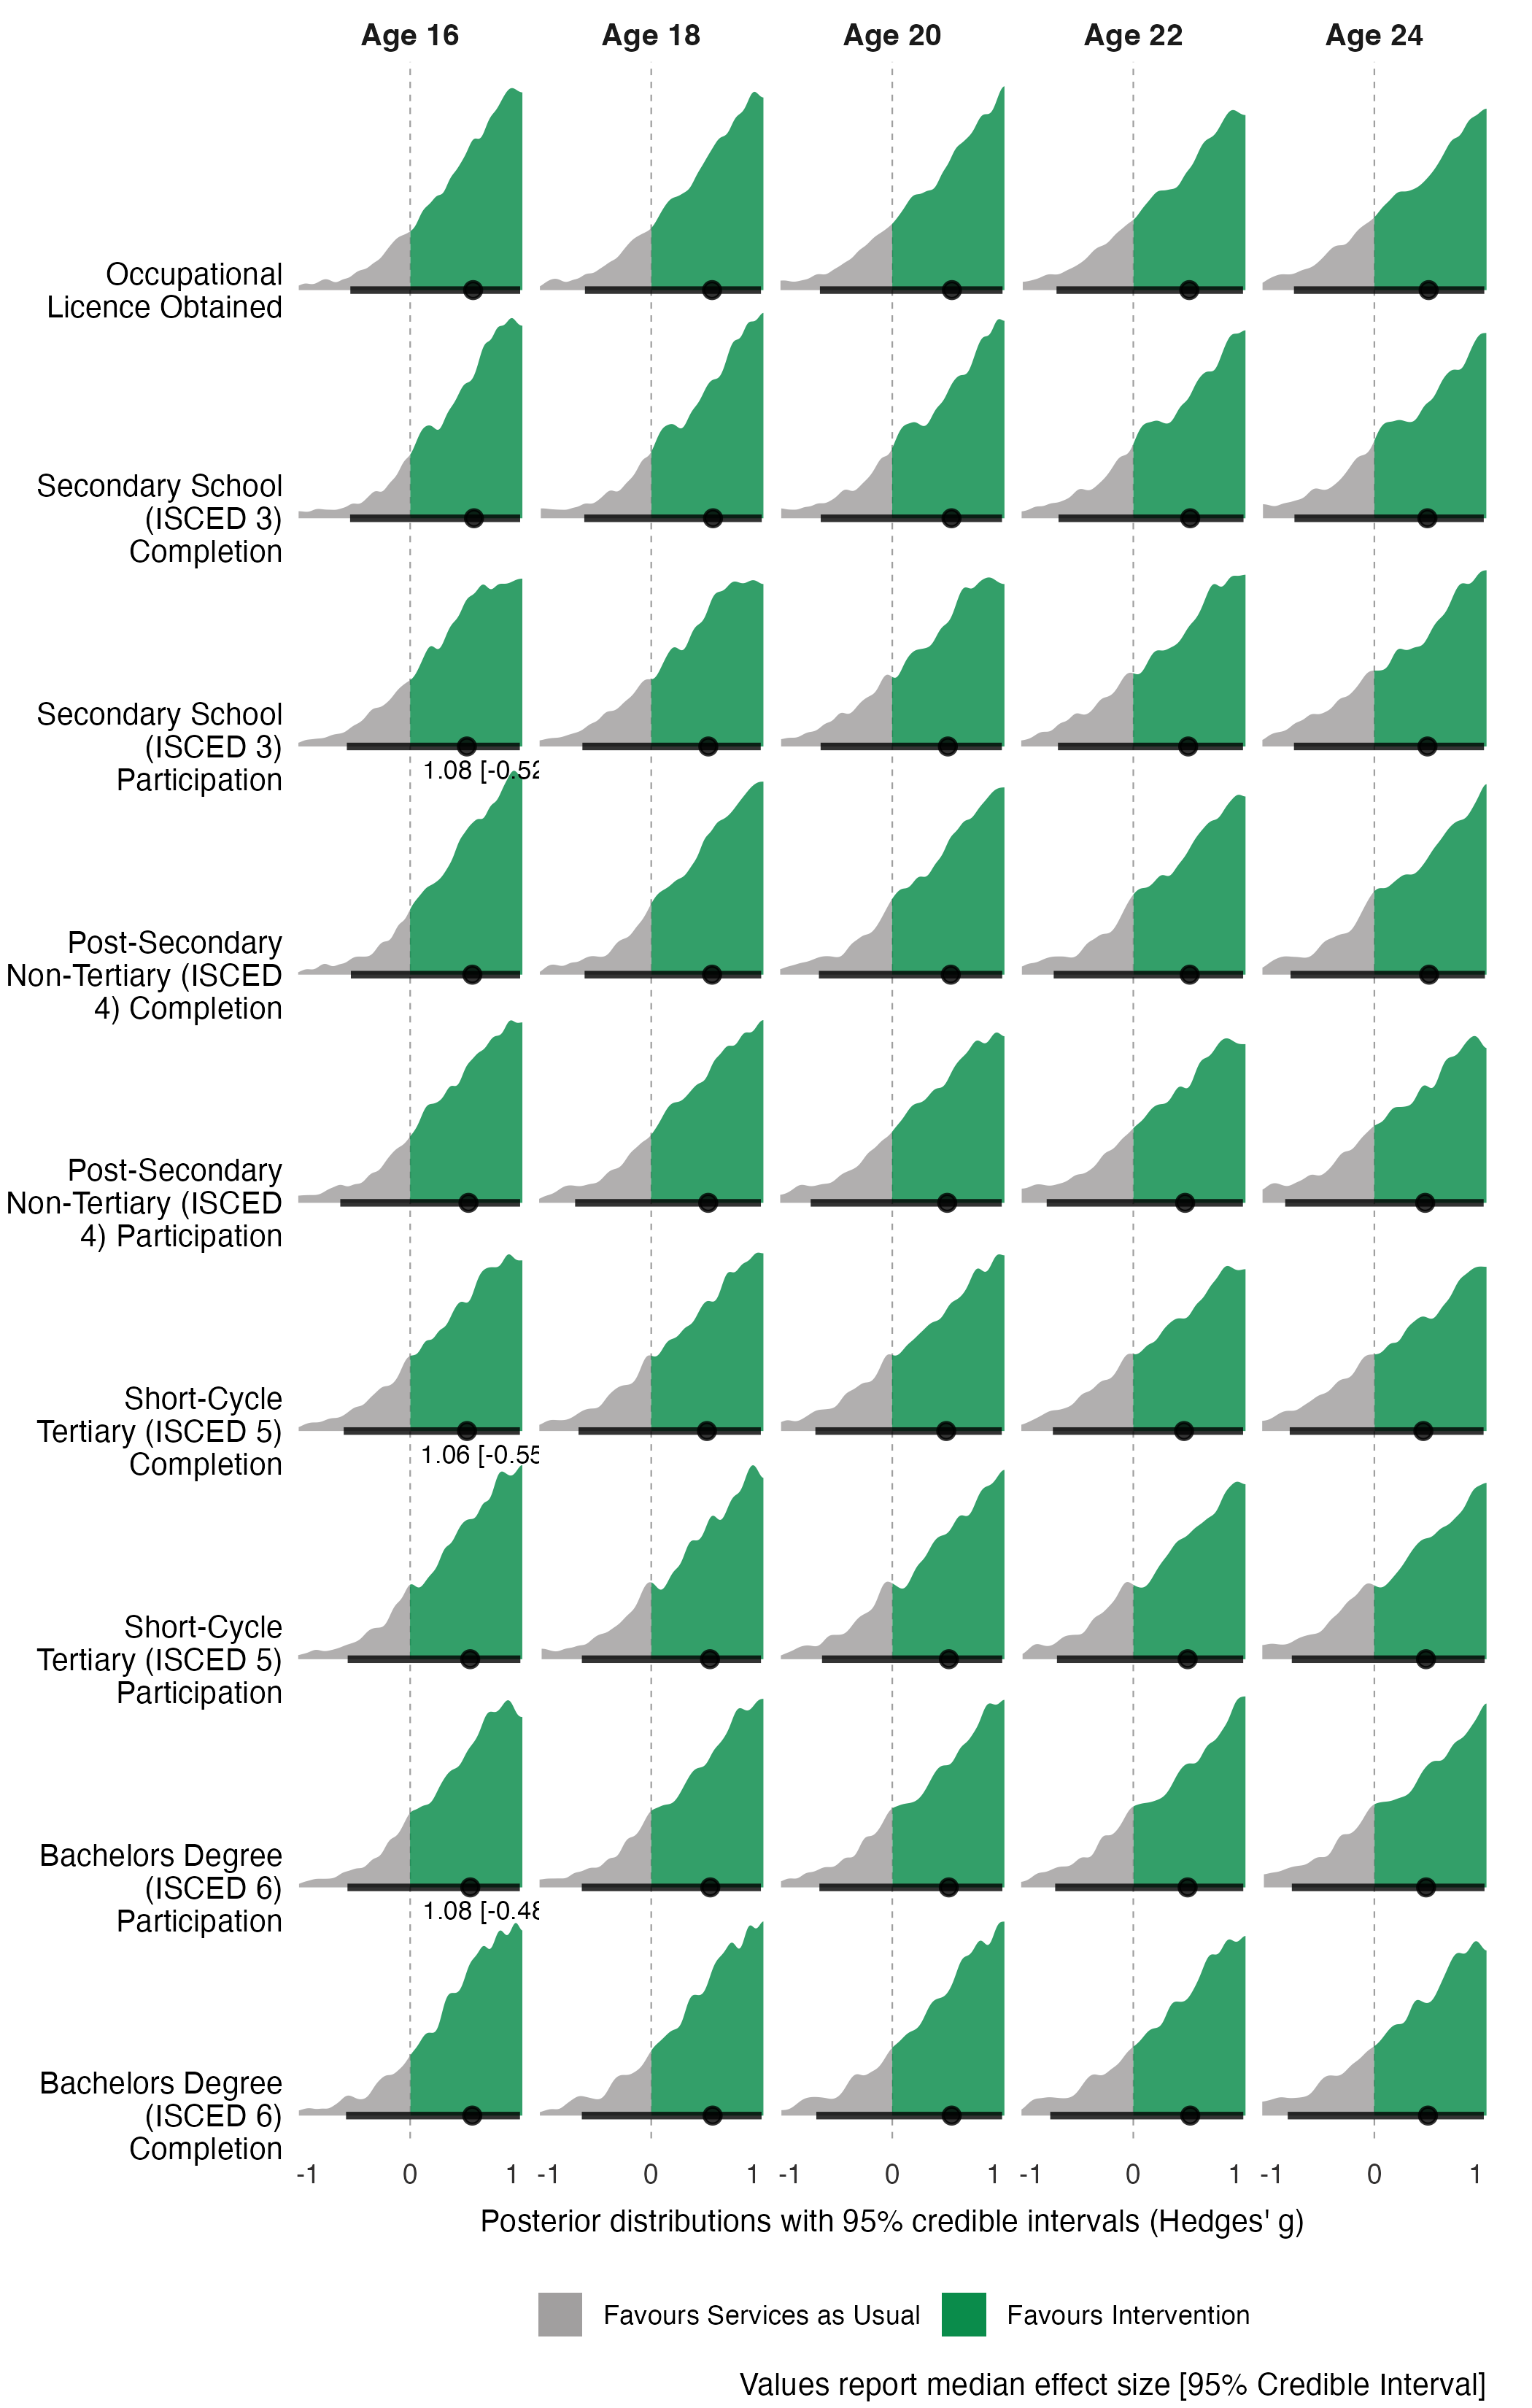 Age 16 Age 18 Age 20 Age 22 Age 24
Occupational
Licence Obtained
Secondary School
(ISCED 3)
Completion
Secondary School
(ISCED 3)
Participation
1.08 [-0.52
Post-Secondary
Non-Tertiary (ISCED
4) Completion
Post-Secondary
Non-Tertiary (ISCED
4) Participation
Short-Cycle
Tertiary (ISCED 5)
Completion
1.06 [-0.55
Short-Cycle
Tertiary (ISCED 5)
Participation
Bachelors Degree
(ISCED 6)
Participation
1.08 [-0.48
Bachelors Degree
(ISCED 6)
Completion
-1 0 1 -1 0 1 -1 0 1 -1 0 1 -1 0 1
Posterior distributions with 95% credible intervals (Hedges' g)
Favours Services as Usual Favours Intervention
Values report median effect size [95% Credible Interval]